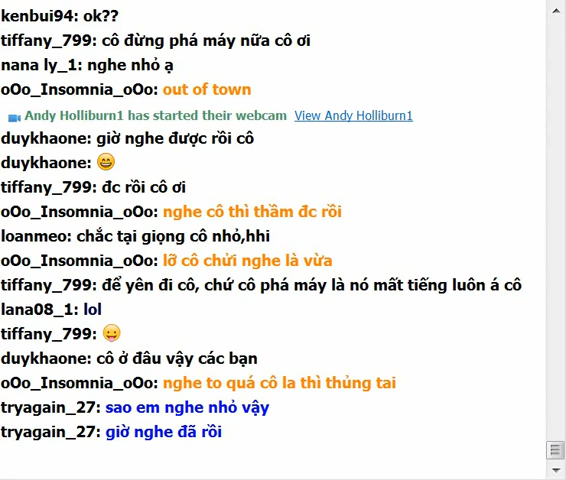 kenbui94: ok??
tiffany_799: cô đừng phá máy nữa cô ơi
nana ly_1: nghe nhỏ ạ
oOo_Insomnia_oOo: out of town
Andy Holliburn1 has started their webcam View Andy Holliburn1
duykhaone: giờ nghe được rồi cô
duykhaone: 😄
tiffany_799: đc rồi cô ơi
oOo_Insomnia_oOo: nghe cô thì thầm đc rồi
loanmeo: chắc tại giọng cô nhỏ,hhi
oOo_Insomnia_oOo: lỡ cô chửi nghe là vừa
tiffany_799: để yên đi cô, chứ cô phá máy là nó mất tiếng luôn á cô
lana08_1: lol
tiffany_799: 😛
duykhaone: cô ở đâu vậy các bạn
oOo_Insomnia_oOo: nghe to quá cô la thì thủng tai
tryagain_27: sao em nghe nhỏ vậy
tryagain_27: giờ nghe đã rồi